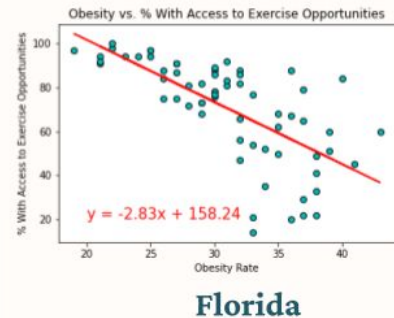 Obesity vs. % With Access to Exercise Opportunities
% With Access to Exercise Opportunities
100
80
60
40
20
y = -2.83x + 158.24
20
25
30
35
40
Obesity Rate
Florida